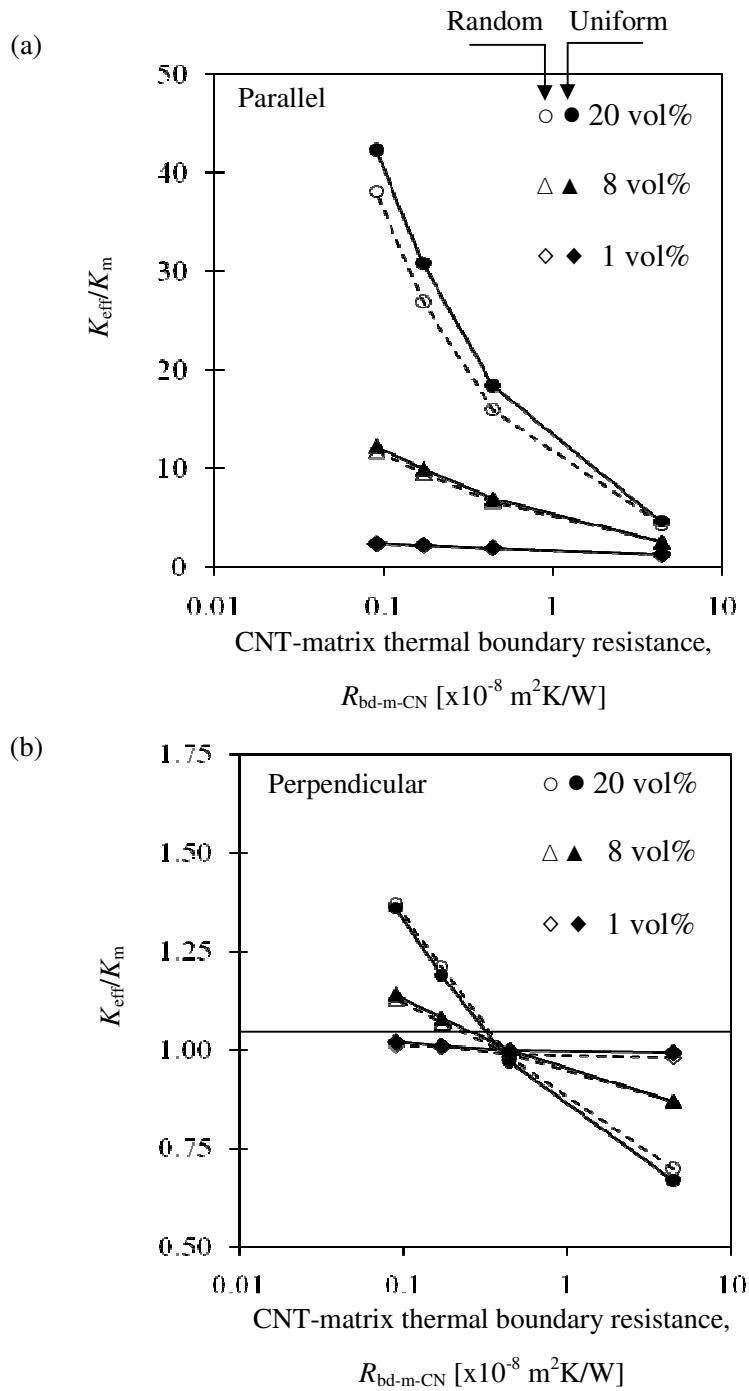 (a)
Random Uniform
50
Parallel
20 vol%
40
8 vol%
30
1 vol%
K_eff/K_m
20
10
0
0.01 0.1 1 10
CNT-matrix thermal boundary resistance,
R_bd-m-CN [x10^-8 m^2K/W]
(b)
1.75
Perpendicular
20 vol%
1.50
8 vol%
1 vol%
1.25
K_eff/K_m
1.00
0.75
0.50
0.01 0.1 1 10
CNT-matrix thermal boundary resistance,
R_bd-m-CN [x10^-8 m^2K/W]